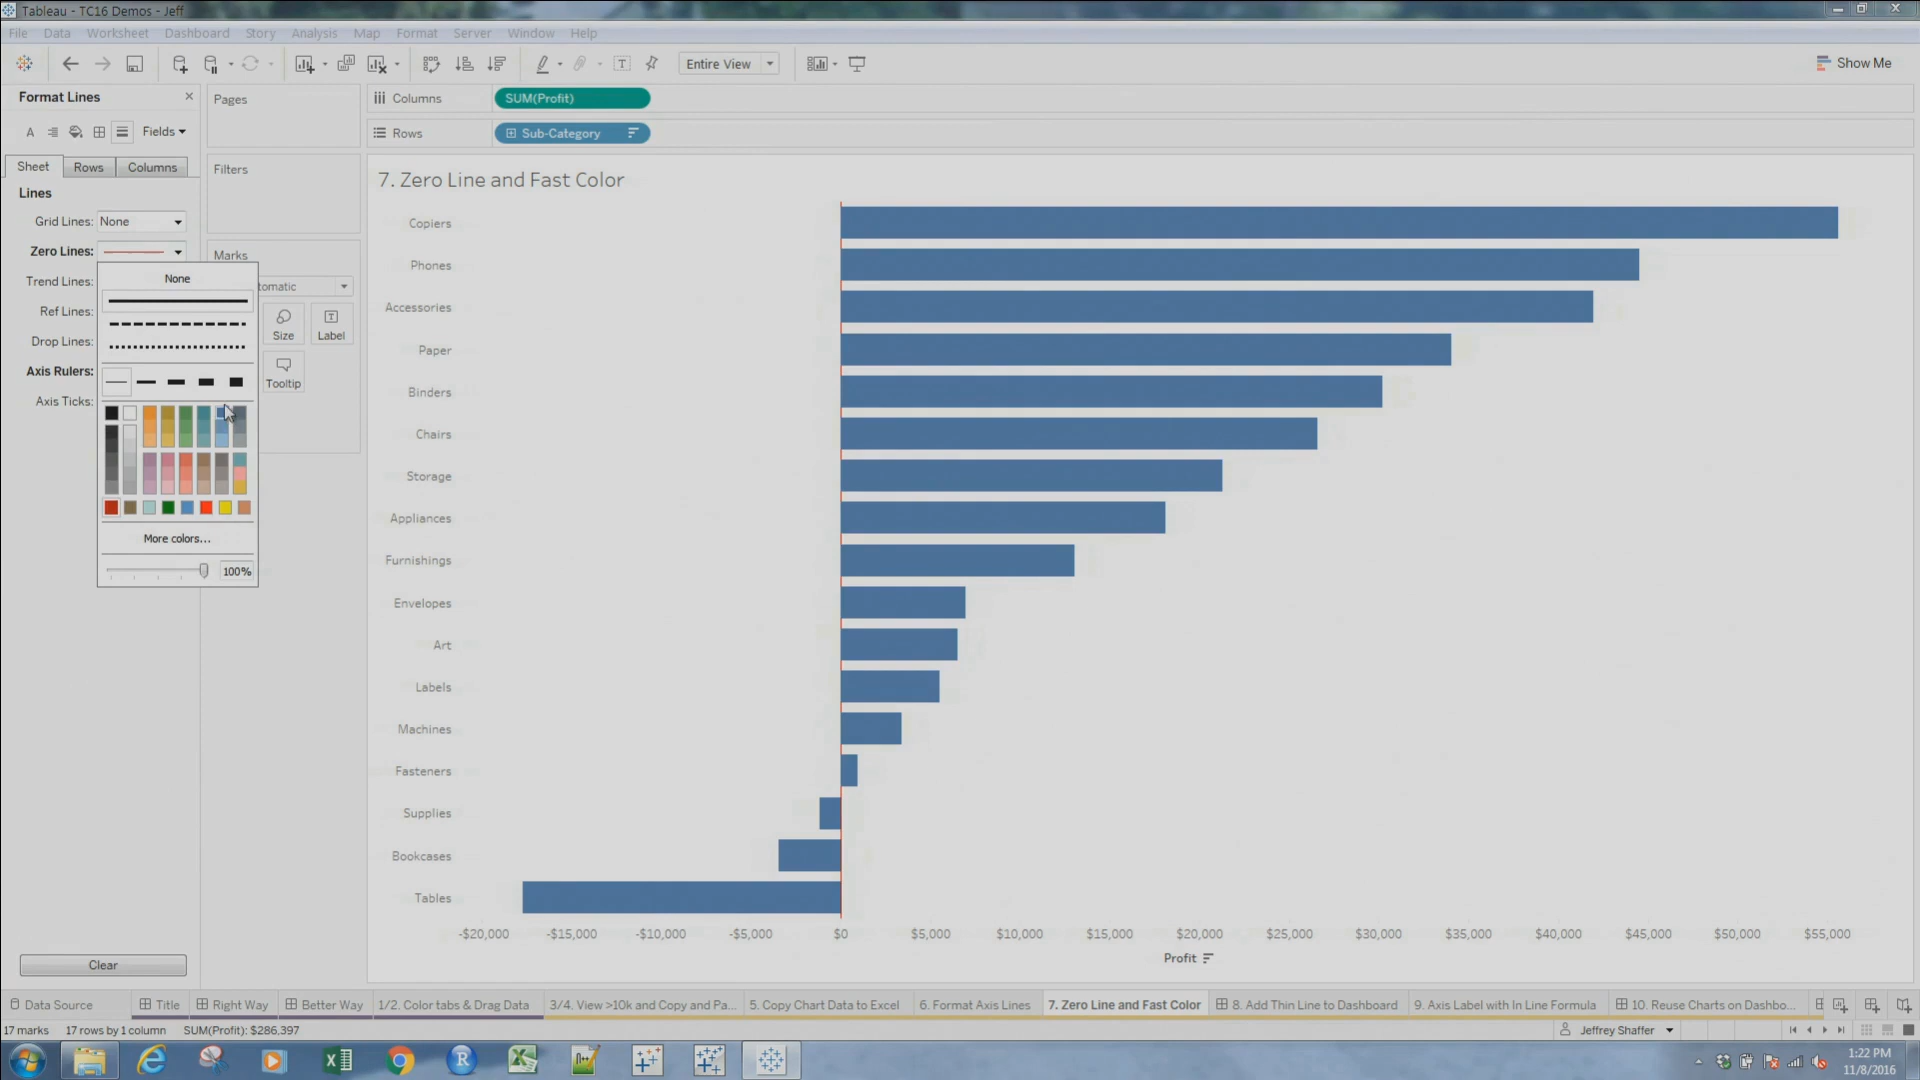 Tableau - TC16 Demos - Jeff
File Data Worksheet Dashboard Story Analysis Map Format Server Window Help
Entire View
Show Me
Format Lines
Fields
Sheet Rows Columns
Lines
Grid Lines: None
Zero Lines:
Trend Lines:
Ref Lines:
Drop Lines:
Axis Rulers:
Axis Ticks:
None
More colors...
100%
Clear
Pages
Filters
Marks
tomatic
Size
Label
Tooltip
Columns SUM(Profit)
Rows Sub-Category
7. Zero Line and Fast Color
Copiers
Phones
Accessories
Paper
Binders
Chairs
Storage
Appliances
Furnishings
Envelopes
Art
Labels
Machines
Fasteners
Supplies
Bookcases
Tables
-$20,000 -$15,000 -$10,000 -$5,000 $0 $5,000 $10,000 $15,000 $20,000 $25,000 $30,000 $35,000 $40,000 $45,000 $50,000 $55,000
Profit
Data Source Title Right Way Better Way 1/2. Color tabs & Drag Data 3/4. View >10k and Copy and Pa... 5. Copy Chart Data to Excel 6. Format Axis Lines 7. Zero Line and Fast Color 8. Add Thin Line to Dashboard 9. Axis Label with In Line Formula 10. Reuse Charts on Dashbo...
17 marks 17 rows by 1 column SUM(Profit): $286,397
Jeffrey Shaffer
1:22 PM
11/8/2016